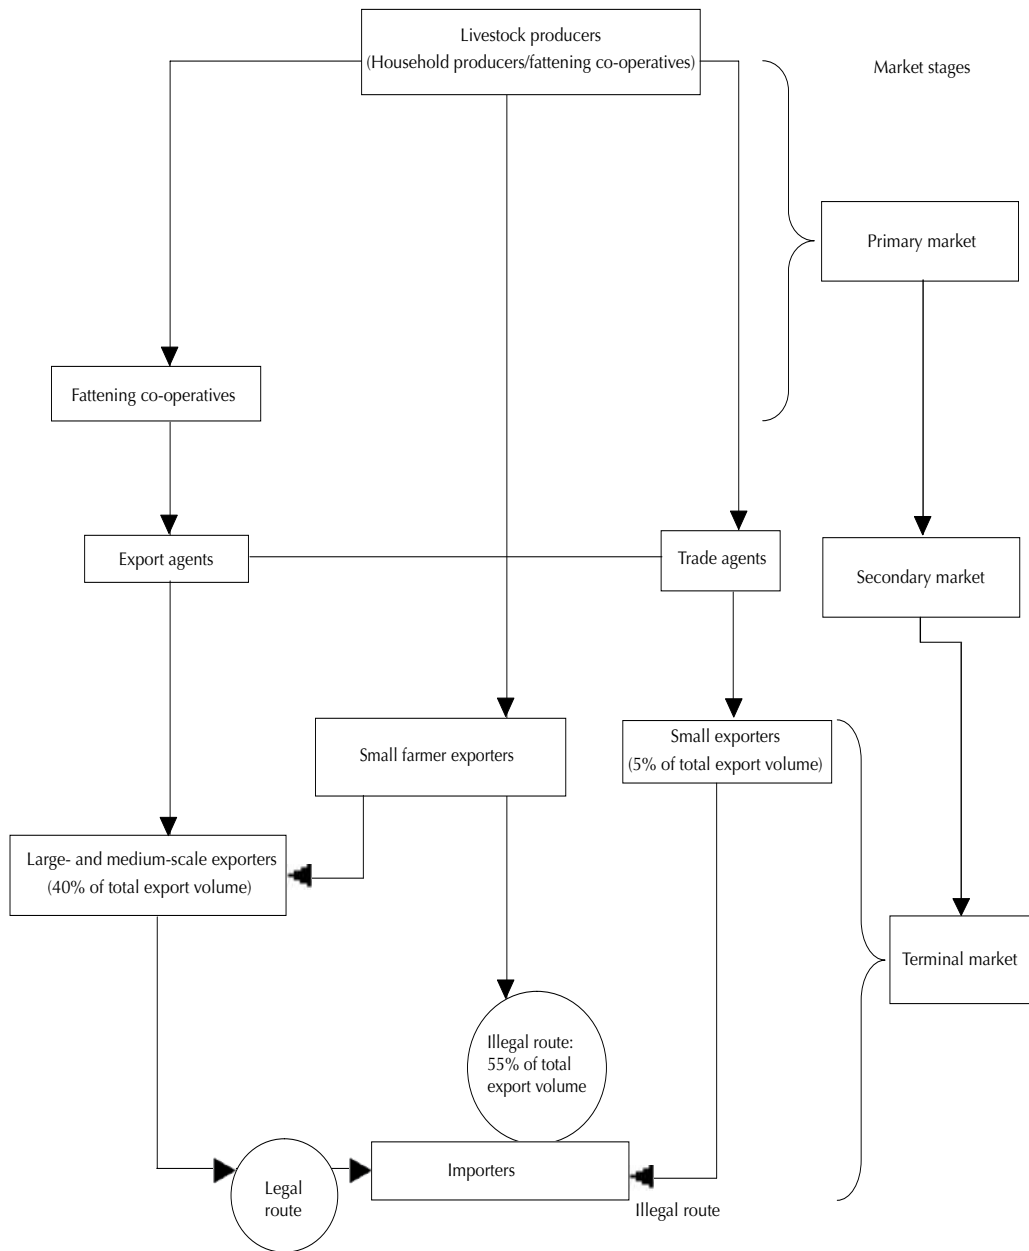 Livestock producers
(Household producers/fattening co-operatives)
Market stages
Primary market
Fattening co-operatives
Export agents
Trade agents
Secondary market
Small farmer exporters
Small exporters
(5% of total export volume)
Large- and medium-scale exporters
(40% of total export volume)
Terminal market
Illegal route:
55% of total
export volume
Importers
Legal
route
Illegal route